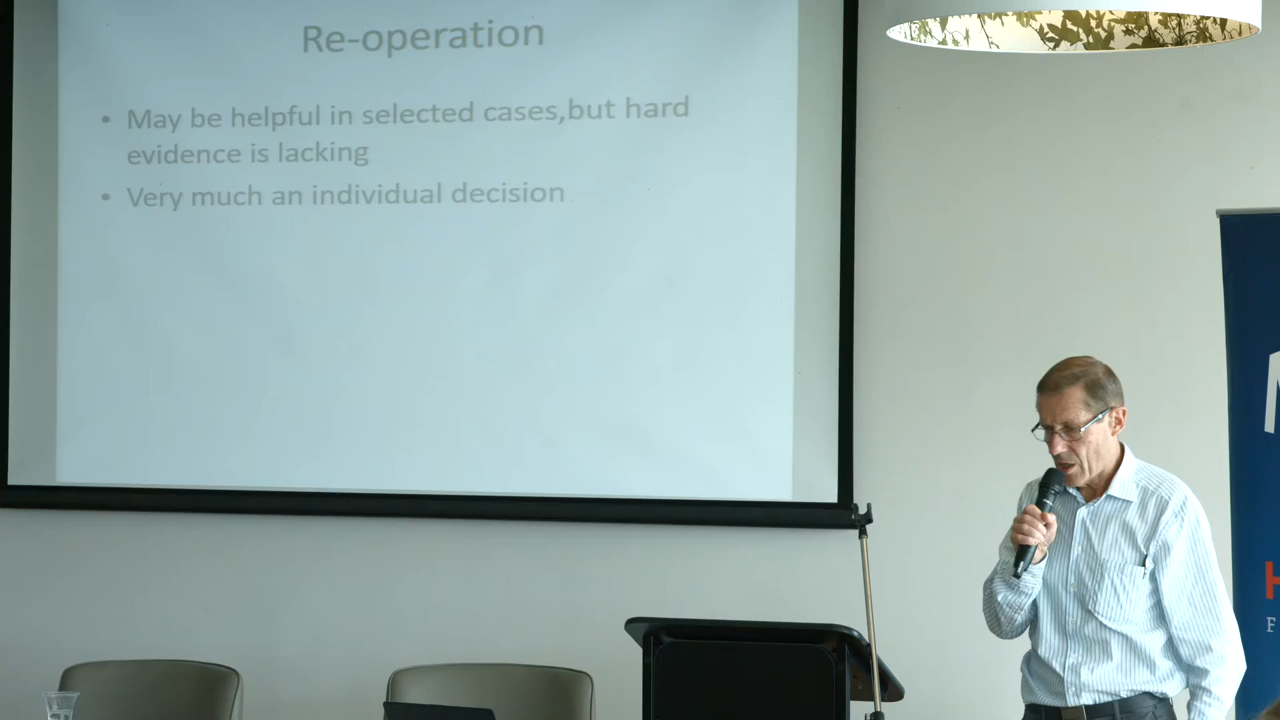 Re-operation
• May be helpful in selected cases,but hard
evidence is lacking
• Very much an individual decision